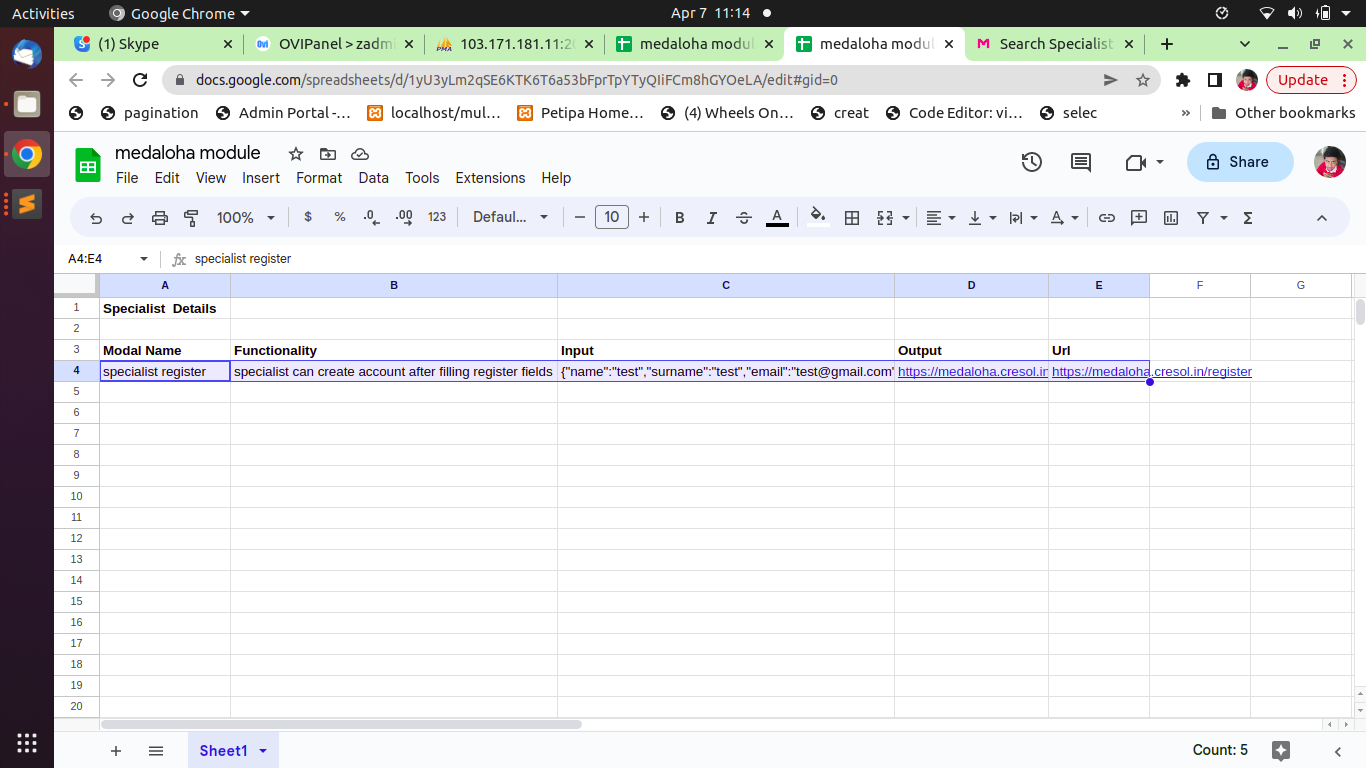 Activities Google Chrome Apr 7 11:14
(1) Skype OVIPanel > zadmi 103.171.181.11:20 medaloha modul medaloha modul Search Specialist
docs.google.com/spreadsheets/d/1yU3yLm2qSE6KTK6T6a53bFprTpYTyQIiFCm8hGYOeLA/edit#gid=0 Update
pagination Admin Portal -... localhost/mul... Petipa Home... (4) Wheels On... creat Code Editor: vi... selec » Other bookmarks
medaloha module
File Edit View Insert Format Data Tools Extensions Help
Share
100% $ % .0 .00 123 Defaul... − 10 + B I S A Σ
A4:E4 fx specialist register
A B C D E F G
1 Specialist Details
2
3 Modal Name Functionality Input Output Url
4 specialist register specialist can create account after filling register fields {"name":"test","surname":"test","email":"test@gmail.com" https://medaloha.cresol.in https://medaloha.cresol.in/register
5
6
7
8
9
10
11
12
13
14
15
16
17
18
19
20
+ Sheet1 Count: 5